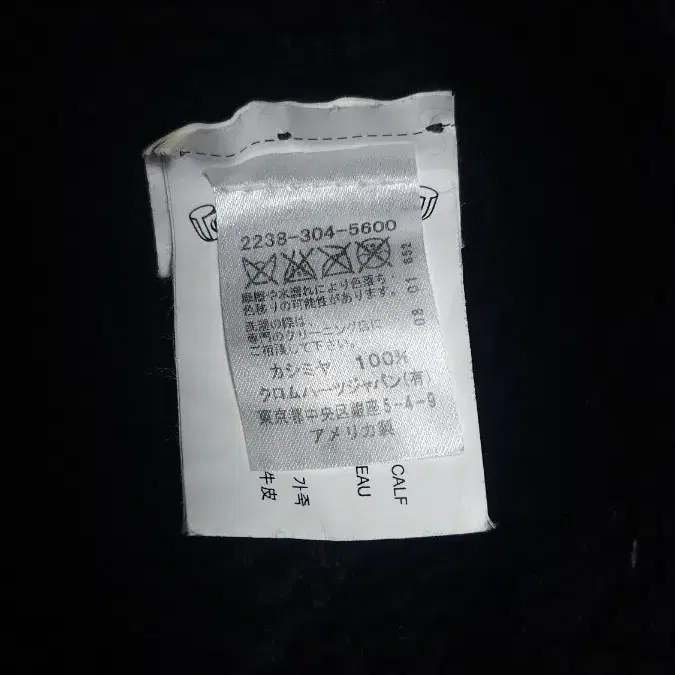 2238-304-5600
摩擦や水濡れにより色落ち、
色移りの可能性があります。
洗濯の際は、
専門のクリーニング店に
ご相談して下さい。
カシミヤ 100%
クロムハーツジャパン(有)
東京都中央区銀座5-4-9
アメリカ製
08 01 652
牛皮
가죽
EAU
CALF